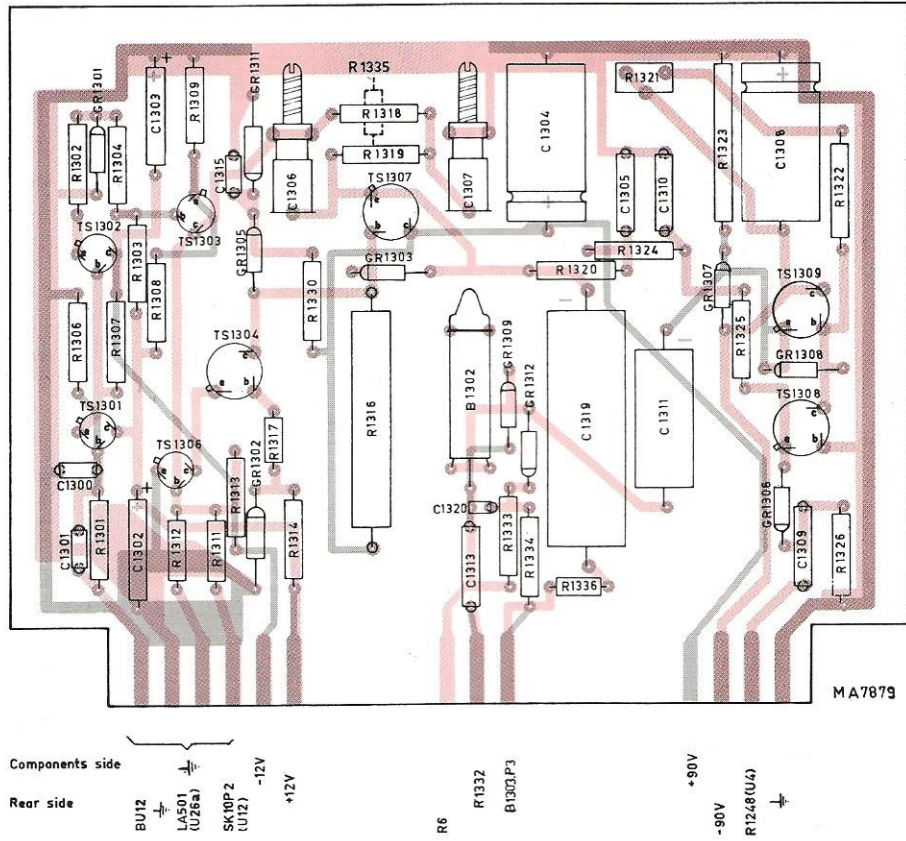 GR1301
R1302
R1304
C1303
R1309
GR1311
C1315
C1306
R1335
R1318
R1319
C1307
C1304
R1321
R1323
C1308
R1322
C1305
C1310
TS1302
e b c
TS1303
e b c
TS1307
R1303
R1308
GR1305
R1330
GR1303
R1324
R1320
GR1307
R1325
TS1309
c e b
R1306
R1307
TS1304
c e b
GR1309
GR1312
B1302
C1319
C1311
GR1308
TS1301
e b c
TS1306
e b c
R1317
R1316
TS1308
c e b
C1300
R1313
GR1302
GR1306
C1301
R1301
C1302
R1312
R1311
R1314
C1320
C1313
R1333
R1334
R1336
C1309
R1326
MA7879
Components side
Rear side
BU12
LA501
(U26a)
SK10P2
(U12)
-12V
+12V
R6
R1332
B1303,P3
+90V
-90V
R1248(U4)